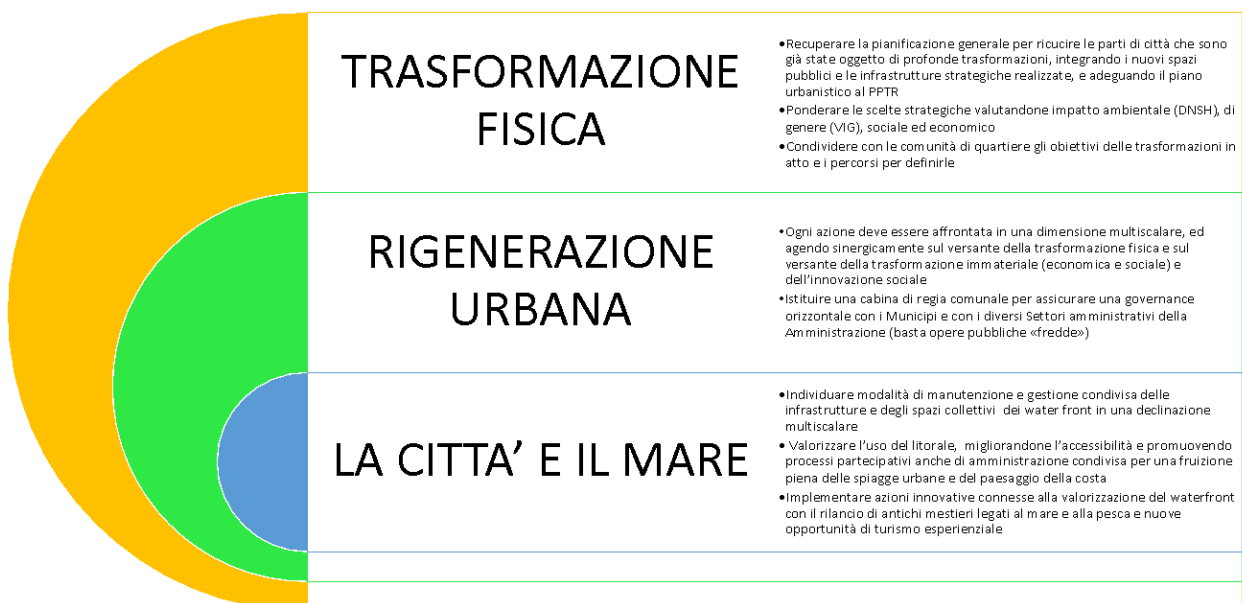 TRASFORMAZIONE
FISICA
•Recuperare la pianificazione generale per ricucire le parti di città che sono
già state oggetto di profonde trasformazioni, integrando i nuovi spazi
pubblici e le infrastrutture strategiche realizzate, e adeguando il piano
urbanistico al PPTR
•Ponderare le scelte strategiche valutandone impatto ambientale (DNSH), di
genere (VIG), sociale ed economico
•Condividere con le comunità di quartiere gli obiettivi delle trasformazioni in
atto e i percorsi per definirle
RIGENERAZIONE
URBANA
•Ogni azione deve essere affrontata in una dimensione multiscalare, ed
agendo sinergicamente sul versante della trasformazione fisica e sul
versante della trasformazione immateriale (economica e sociale) e
dell'innovazione sociale
•Istituire una cabina di regia comunale per assicurare una governance
orizzontale con i Municipi e con i diversi Settori amministrativi della
Amministrazione (basta opere pubbliche «fredde»)
LA CITTA' E IL MARE
•Individuare modalità di manutenzione e gestione condivisa delle
infrastrutture e degli spazi collettivi dei water front in una declinazione
multiscalare
• Valorizzare l'uso del litorale, migliorandone l'accessibilità e promuovendo
processi partecipativi anche di amministrazione condivisa per una fruizione
piena delle spiagge urbane e del paesaggio della costa
•Implementare azioni innovative connesse alla valorizzazione del waterfront
con il rilancio di antichi mestieri legati al mare e alla pesca e nuove
opportunità di turismo esperienziale